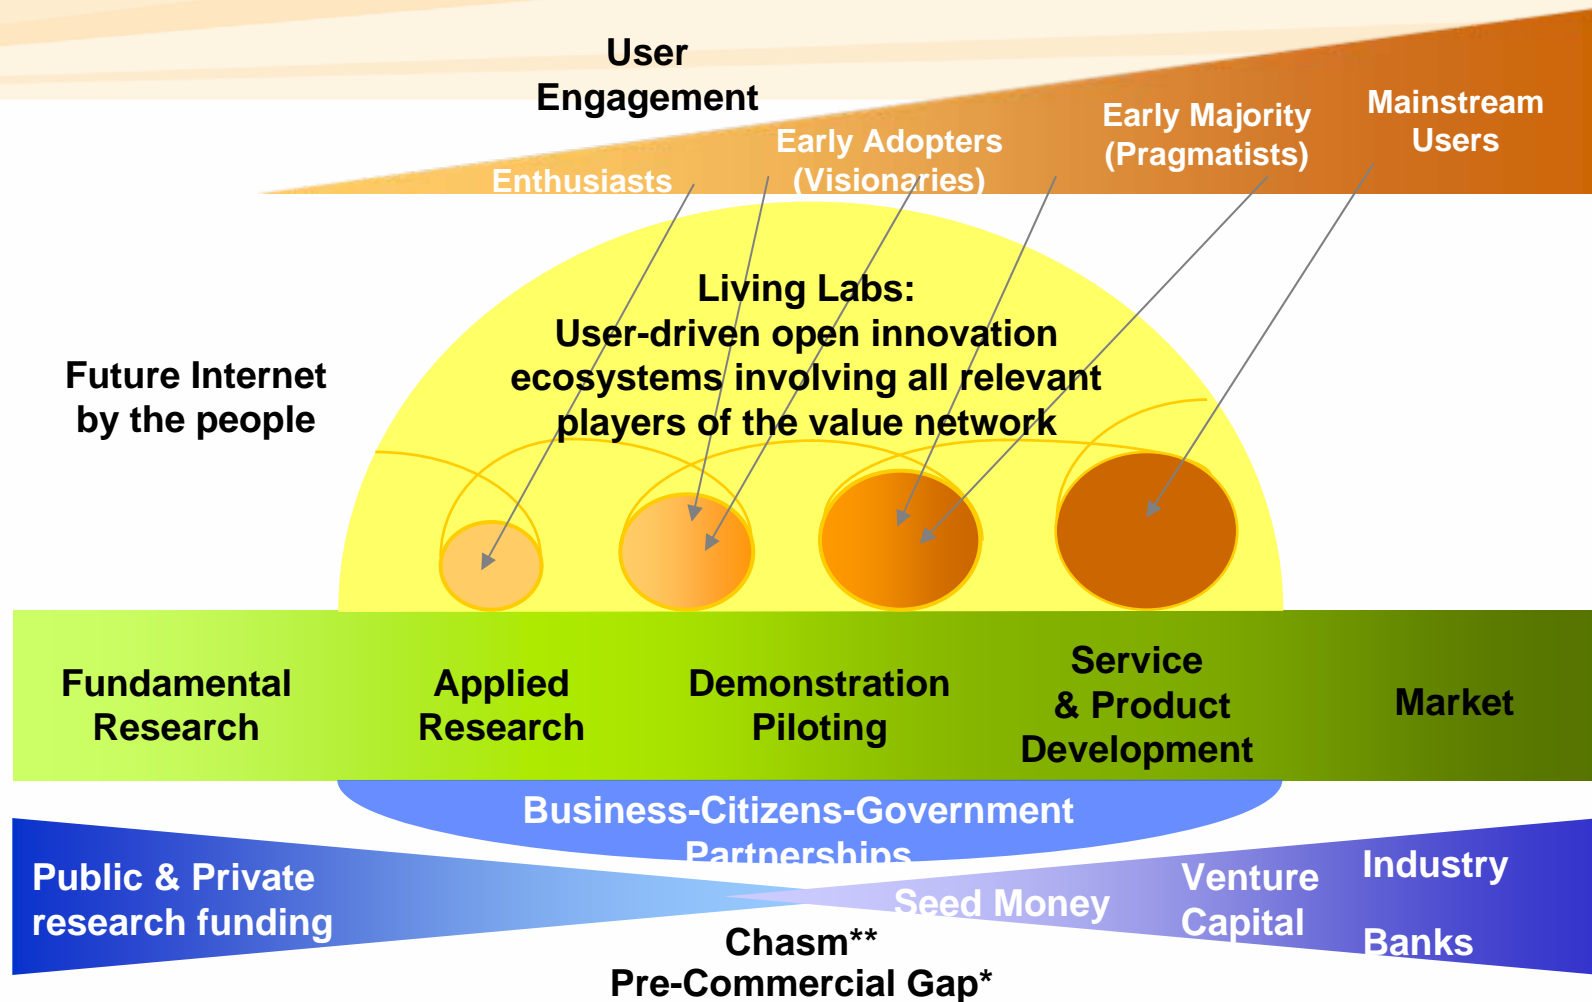 User
Engagement
Enthusiasts
Early Adopters
(Visionaries)
Early Majority
(Pragmatists)
Mainstream
Users
Living Labs:
User-driven open innovation
ecosystems involving all relevant
players of the value network
Future Internet
by the people
Fundamental
Research
Applied
Research
Demonstration
Piloting
Service
& Product
Development
Market
Business-Citizens-Government
Partnerships
Public & Private
research funding
Seed Money
Venture
Capital
Industry
Banks
Chasm**
Pre-Commercial Gap*